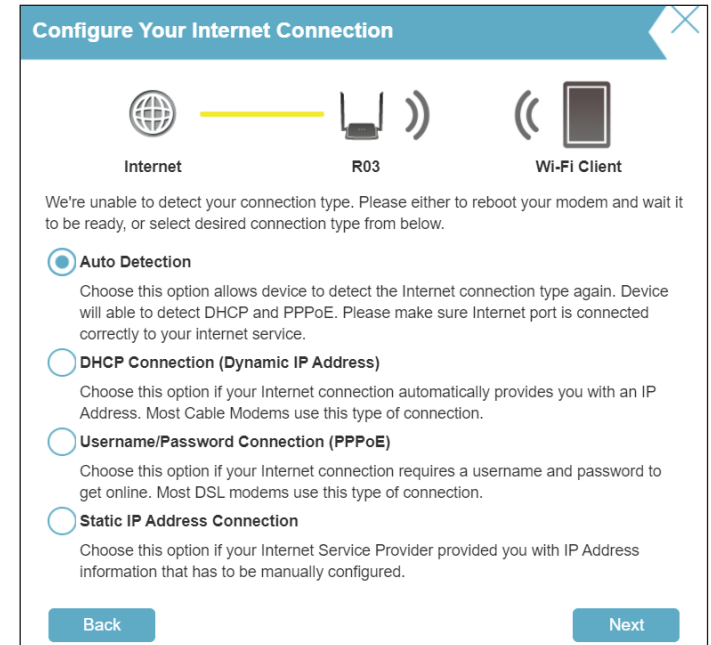 Configure Your Internet Connection
Internet
R03
Wi-Fi Client
We're unable to detect your connection type. Please either to reboot your modem and wait it
to be ready, or select desired connection type from below.
Auto Detection
Choose this option allows device to detect the Internet connection type again. Device
will able to detect DHCP and PPPoE. Please make sure Internet port is connected
correctly to your internet service.
DHCP Connection (Dynamic IP Address)
Choose this option if your Internet connection automatically provides you with an IP
Address. Most Cable Modems use this type of connection.
Username/Password Connection (PPPoE)
Choose this option if your Internet connection requires a username and password to
get online. Most DSL modems use this type of connection.
Static IP Address Connection
Choose this option if your Internet Service Provider provided you with IP Address
information that has to be manually configured.
Back
Next